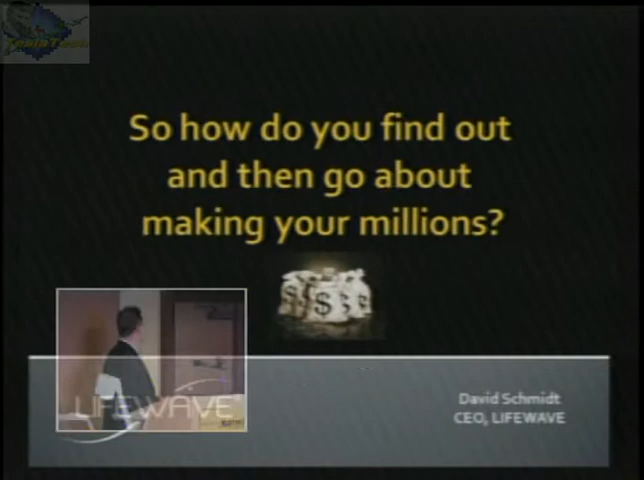 So how do you find out
and then go about
making your millions?
$ $ $ $
LIFEWAVE
David Schmidt
CEO, LIFEWAVE